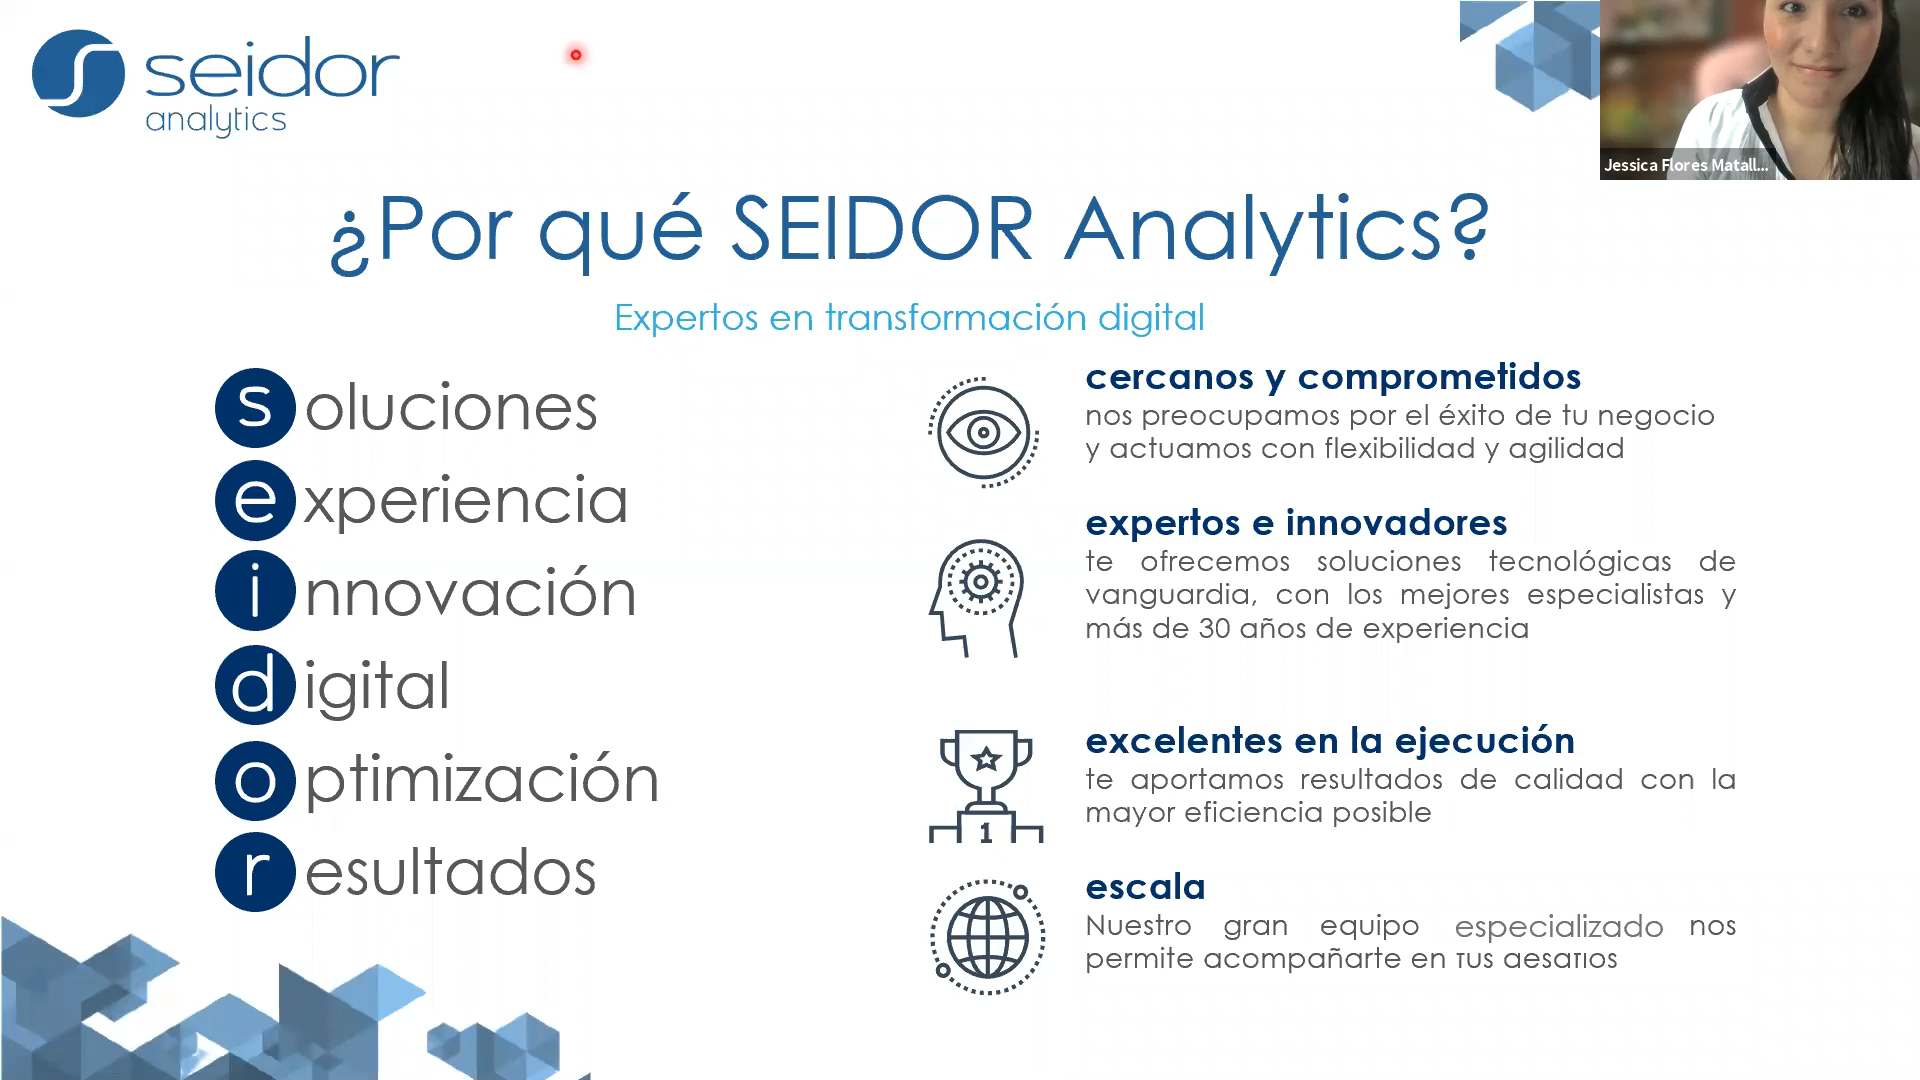 seidor
analytics
Jessica Flores Matall...
¿Por qué SEIDOR Analytics?
Expertos en transformación digital
soluciones
experiencia
innovación
digital
optimización
resultados
cercanos y comprometidos
nos preocupamos por el éxito de tu negocio
y actuamos con flexibilidad y agilidad
expertos e innovadores
te ofrecemos soluciones tecnológicas de
vanguardia, con los mejores especialistas y
más de 30 años de experiencia
excelentes en la ejecución
te aportamos resultados de calidad con la
mayor eficiencia posible
1
escala
Nuestro gran equipo especializado nos
permite acompañarte en tus desafíos